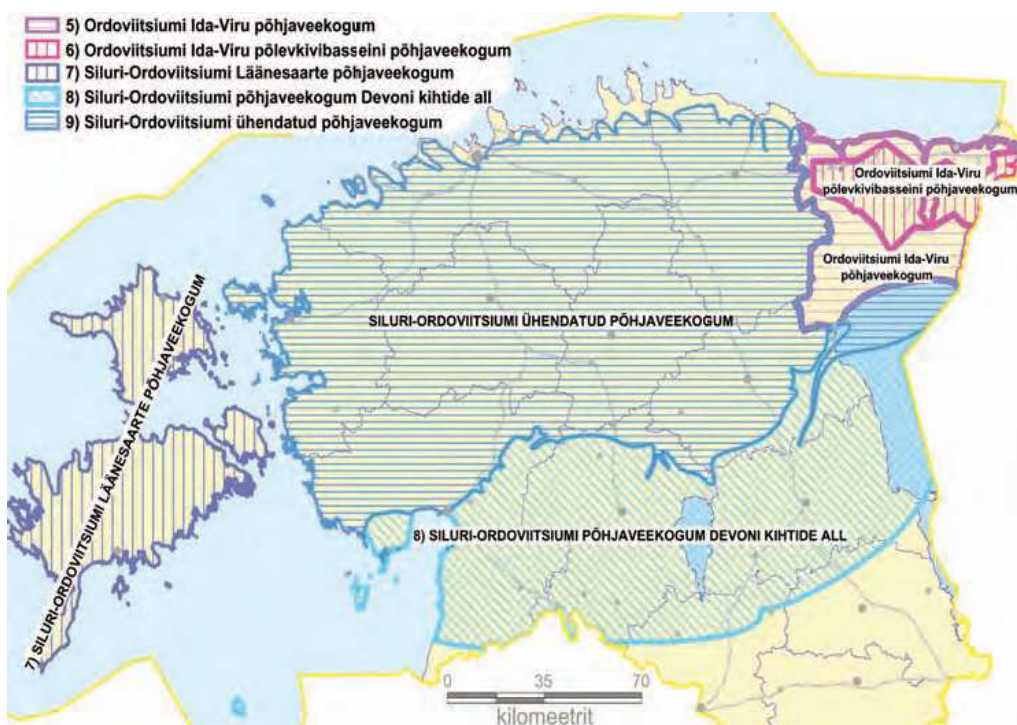 5) Ordoviitsiumi Ida-Viru põhjaveekogum
6) Ordoviitsiumi Ida-Viru põlevkivibasseini põhjaveekogum
7) Siluri-Ordoviitsiumi Läänesaarte põhjaveekogum
8) Siluri-Ordoviitsiumi põhjaveekogum Devoni kihtide all
9) Siluri-Ordoviitsiumi ühendatud põhjaveekogum
Ordoviitsiumi Ida-Viru
põlevkivibasseini põhjaveekogum
Ordoviitsiumi Ida-Viru
põhjaveekogum
SILURI-ORDOVIITSIUMI ÜHENDATUD PÕHJAVEEKOGUM
7) SILURI-ORDOVIITSIUMI LÄÄNESAARTE PÕHJAVEEKOGUM
8) SILURI-ORDOVIITSIUMI PÕHJAVEEKOGUM DEVONI KIHTIDE ALL
0 35 70
kilomeetrit